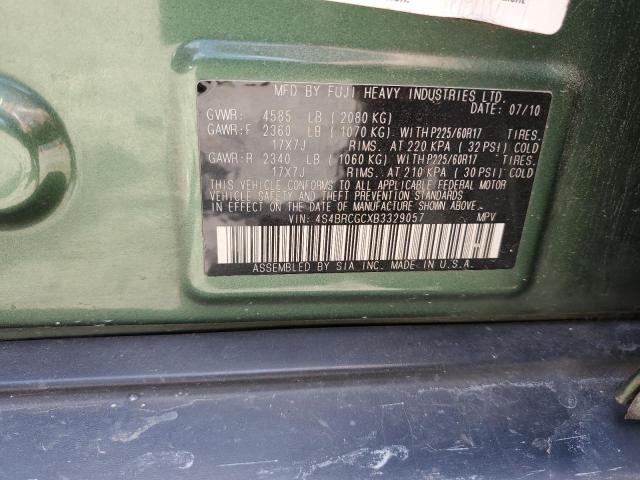 MFD BY FUJI HEAVY INDUSTRIES LTD.
DATE: 07/10
GVWR: 4585 LB ( 2080 KG)
GAWR:F 2360 LB ( 1070 KG) WITH P225/60R17 TIRES.
17X7J RIMS. AT 220 KPA ( 32 PSI) COLD
GAWR:R 2340 LB ( 1060 KG) WITH P225/60R17 TIRES.
17X7J RIMS. AT 210 KPA ( 30 PSI) COLD
THIS VEHICLE CONFORMS TO ALL APPLICABLE FEDERAL MOTOR
VEHICLE SAFETY AND THEFT PREVENTION STANDARDS
IN EFFECT ON THE DATE OF MANUFACTURE SHOWN ABOVE.
VIN: 4S4BRCGCXB3329057 MPV
ASSEMBLED BY SIA INC. MADE IN U.S.A.